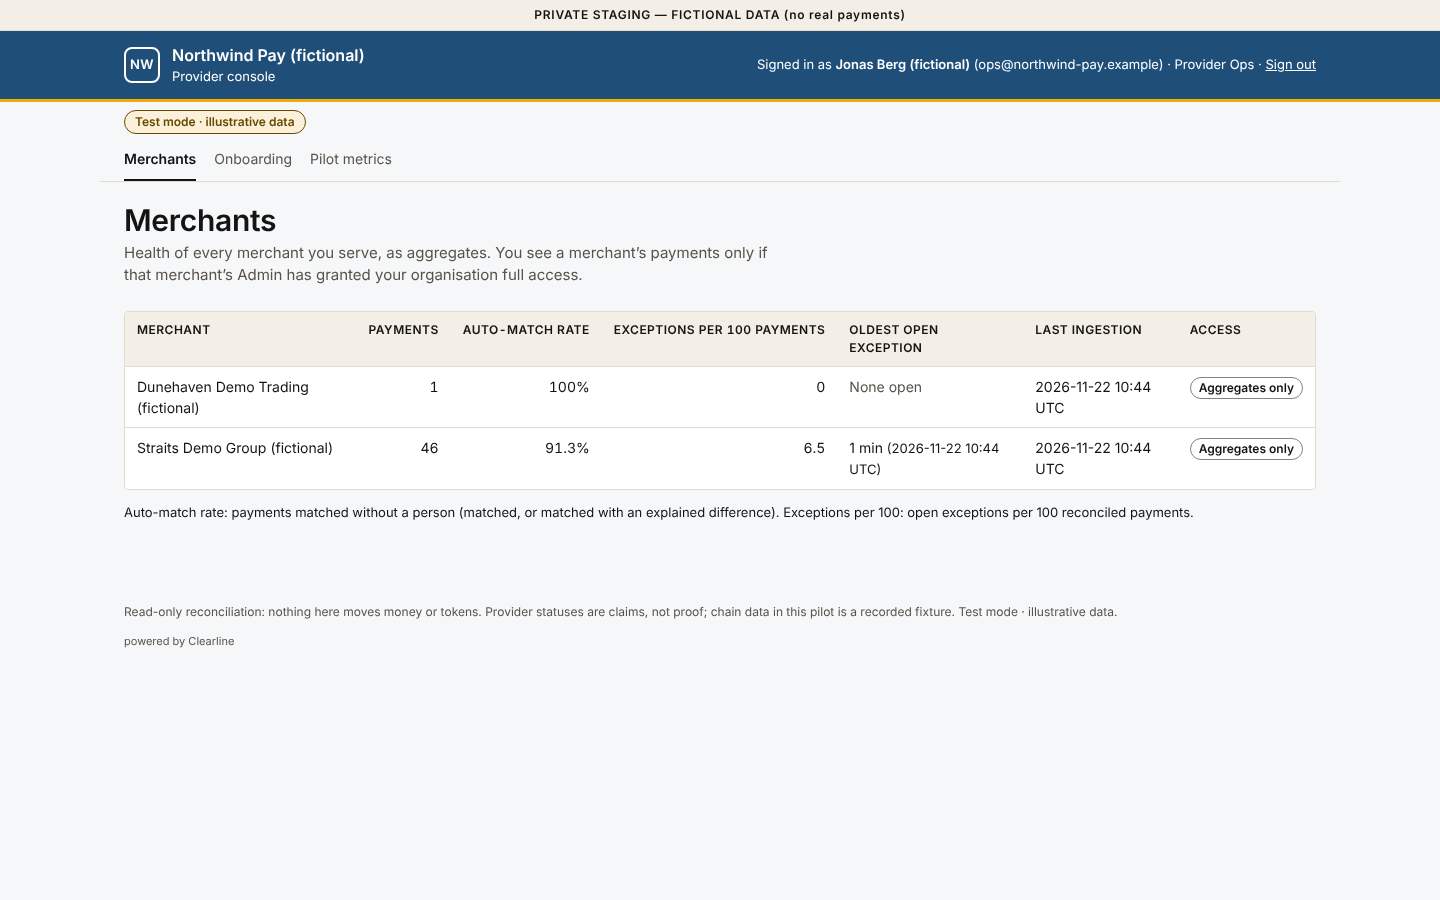 PRIVATE STAGING — FICTIONAL DATA (no real payments)
NW
Northwind Pay (fictional)
Provider console
Signed in as Jonas Berg (fictional) (ops@northwind-pay.example) · Provider Ops · Sign out
Test mode · illustrative data
Merchants Onboarding Pilot metrics
Merchants
Health of every merchant you serve, as aggregates. You see a merchant’s payments only if
that merchant’s Admin has granted your organisation full access.
MERCHANT PAYMENTS AUTO-MATCH RATE EXCEPTIONS PER 100 PAYMENTS OLDEST OPEN LAST INGESTION ACCESS
EXCEPTION
Dunehaven Demo Trading 1 100% 0 None open 2026-11-22 10:44 Aggregates only
(fictional) UTC
Straits Demo Group (fictional) 46 91.3% 6.5 1 min (2026-11-22 10:44 2026-11-22 10:44 Aggregates only
UTC) UTC
Auto-match rate: payments matched without a person (matched, or matched with an explained difference). Exceptions per 100: open exceptions per 100 reconciled payments.
Read-only reconciliation: nothing here moves money or tokens. Provider statuses are claims, not proof; chain data in this pilot is a recorded fixture. Test mode · illustrative data.
powered by Clearline